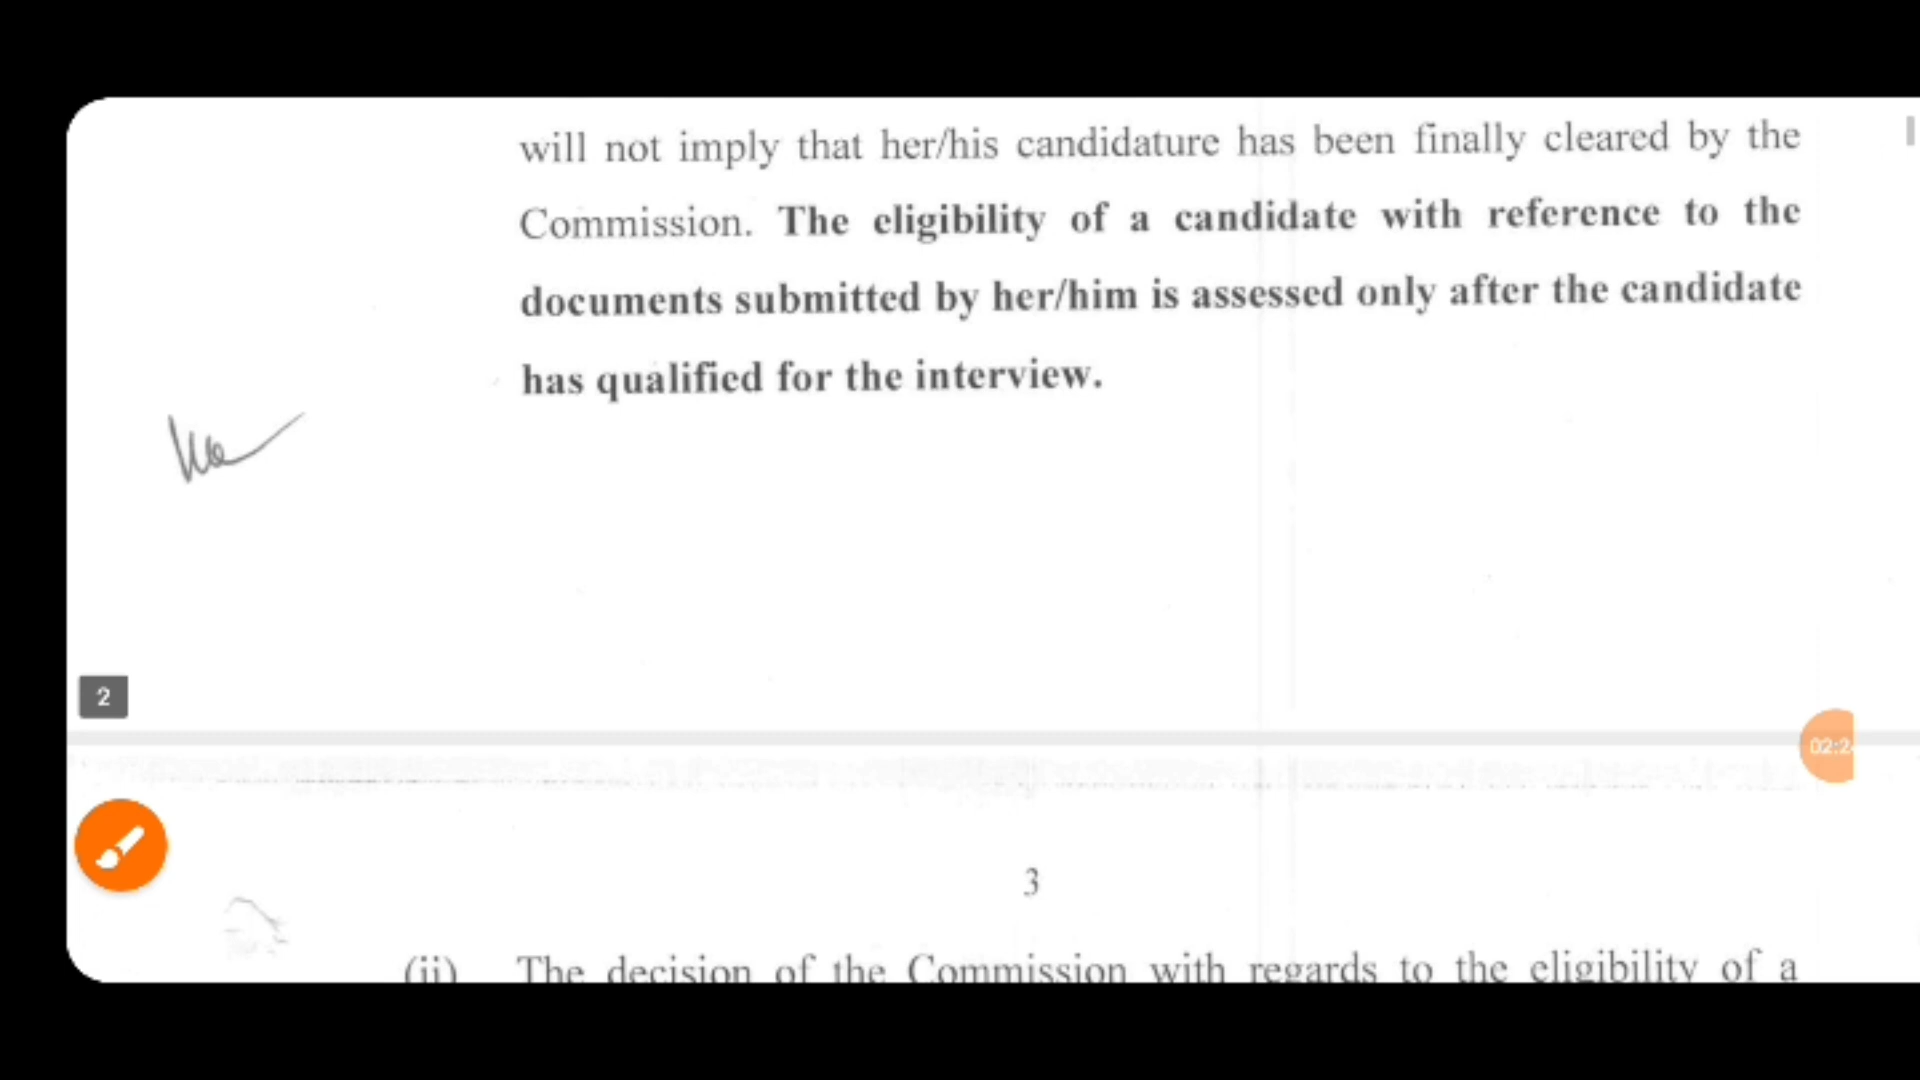 will not imply that her/his candidature has been finally cleared by the
Commission. The eligibility of a candidate with reference to the
documents submitted by her/him is assessed only after the candidate
has qualified for the interview.
2
02:2
3
(ii) The decision of the Commission with regards to the eligibility of a